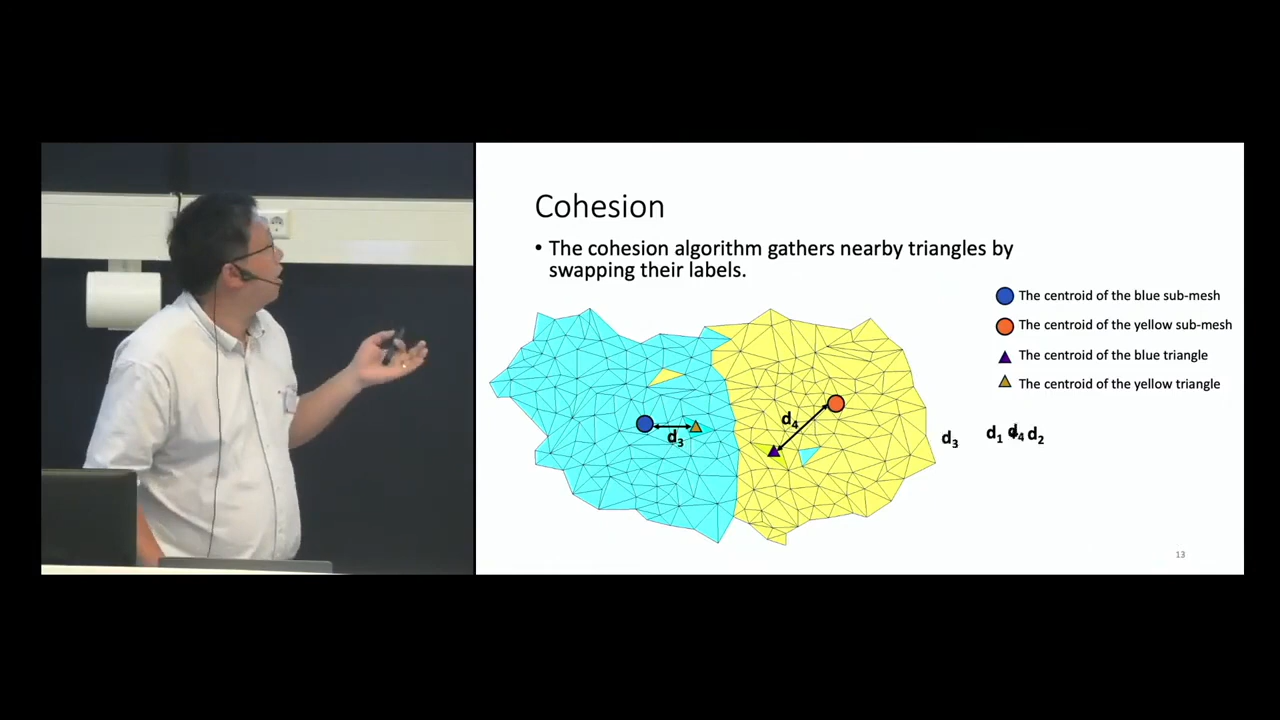 Cohesion
• The cohesion algorithm gathers nearby triangles by
swapping their labels.
The centroid of the blue sub-mesh
The centroid of the yellow sub-mesh
The centroid of the blue triangle
The centroid of the yellow triangle
d₄
d₃
d₃ d₁ d₄ d₂
13